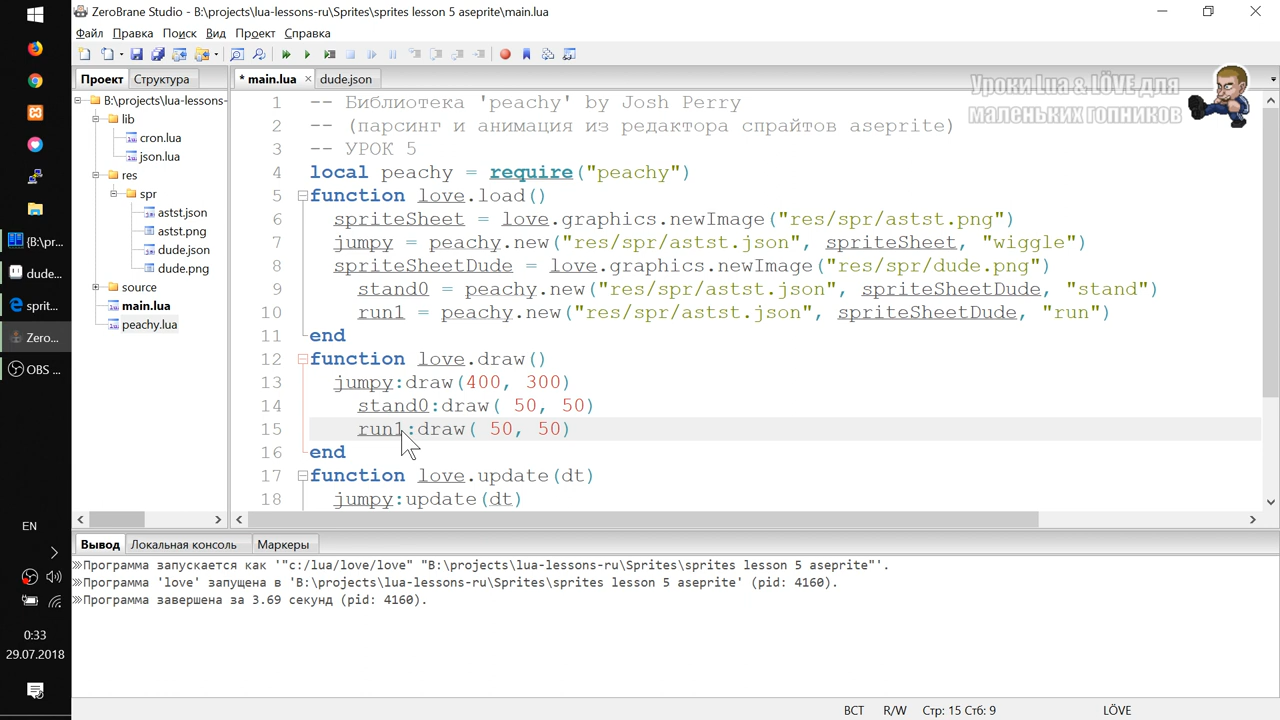 ZeroBrane Studio - B:\projects\lua-lessons-ru\Sprites\sprites lesson 5 aseprite\main.lua
Файл Правка Поиск Вид Проект Справка
Проект Структура
* main.lua dude.json
Уроки Lua & LÖVE для
маленьких гопников
B:\projects\lua-lessons-
lib
cron.lua
json.lua
res
spr
astst.json
astst.png
dude.json
dude.png
source
main.lua
peachy.lua
1 -- Библиотека 'peachy' by Josh Perry
2 -- (парсинг и анимация из редактора спрайтов aseprite)
3 -- УРОК 5
4 local peachy = require("peachy")
5 function love.load()
6 spriteSheet = love.graphics.newImage("res/spr/astst.png")
7 jumpy = peachy.new("res/spr/astst.json", spriteSheet, "wiggle")
8 spriteSheetDude = love.graphics.newImage("res/spr/dude.png")
9 stand0 = peachy.new("res/spr/astst.json", spriteSheetDude, "stand")
10 run1 = peachy.new("res/spr/astst.json", spriteSheetDude, "run")
11 end
12 function love.draw()
13 jumpy:draw(400, 300)
14 stand0:draw( 50, 50)
15 run1:draw( 50, 50)
16 end
17 function love.update(dt)
18 jumpy:update(dt)
{B:\pr...
dude...
sprit...
Zero...
OBS ...
EN
0:33
29.07.2018
Вывод Локальная консоль Маркеры
Программа запускается как '"c:/lua/love/love" "B:\projects\lua-lessons-ru\Sprites\sprites lesson 5 aseprite"'.
Программа 'love' запущена в 'B:\projects\lua-lessons-ru\Sprites\sprites lesson 5 aseprite' (pid: 4160).
Программа завершена за 3.69 секунд (pid: 4160).
ВСТ R/W Стр: 15 Стб: 9 LÖVE